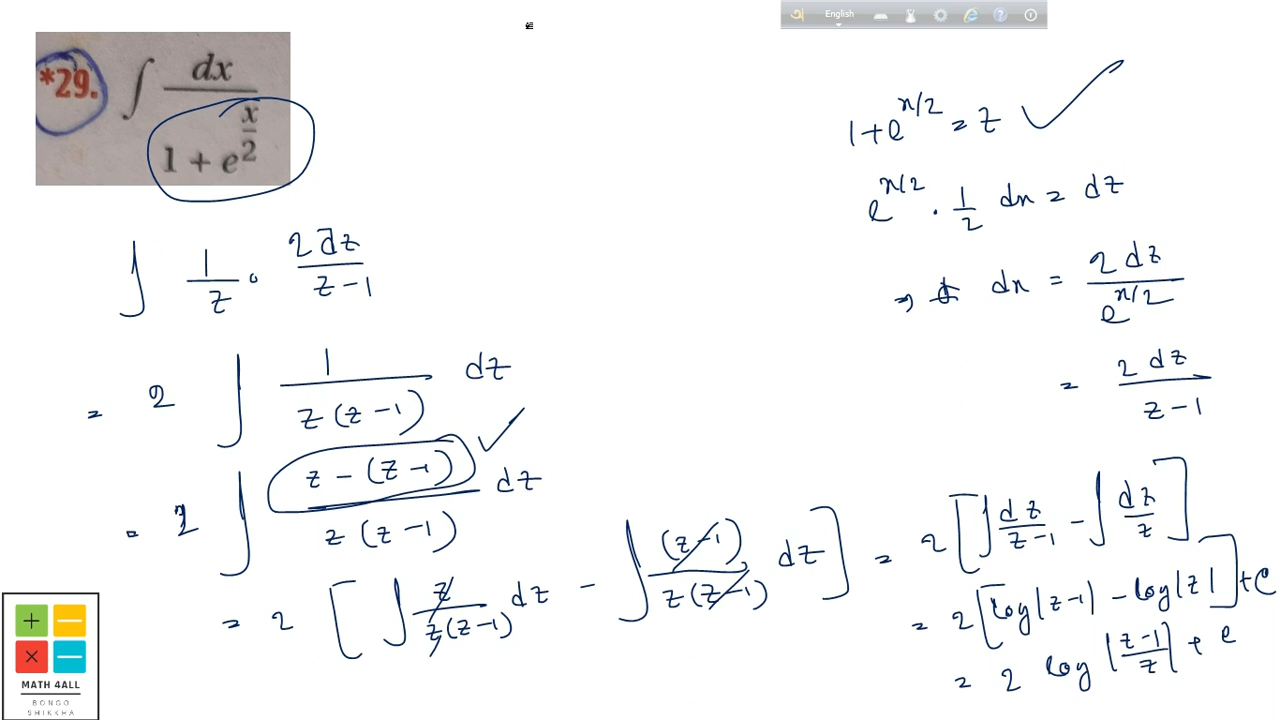 English
*29. ∫ dx / (1 + e^(x/2))
1+e^(x/2) = z
e^(x/2) · 1/2 dx = dz
⇒ dx = 2dz / e^(x/2)
= 2dz / (z-1)
∫ 1/z · 2dz/(z-1)
= 2 ∫ 1/(z(z-1)) dz
= 2 ∫ (z-(z-1))/(z(z-1)) dz
= 2 [∫ z/(z(z-1)) dz - ∫ (z-1)/(z(z-1)) dz]
= 2 [∫ dz/(z-1) - ∫ dz/z]
= 2 [log|z-1| - log|z|] + c
= 2 log |(z-1)/z| + c
MATH 4ALL
BONGO
SHIKKHA